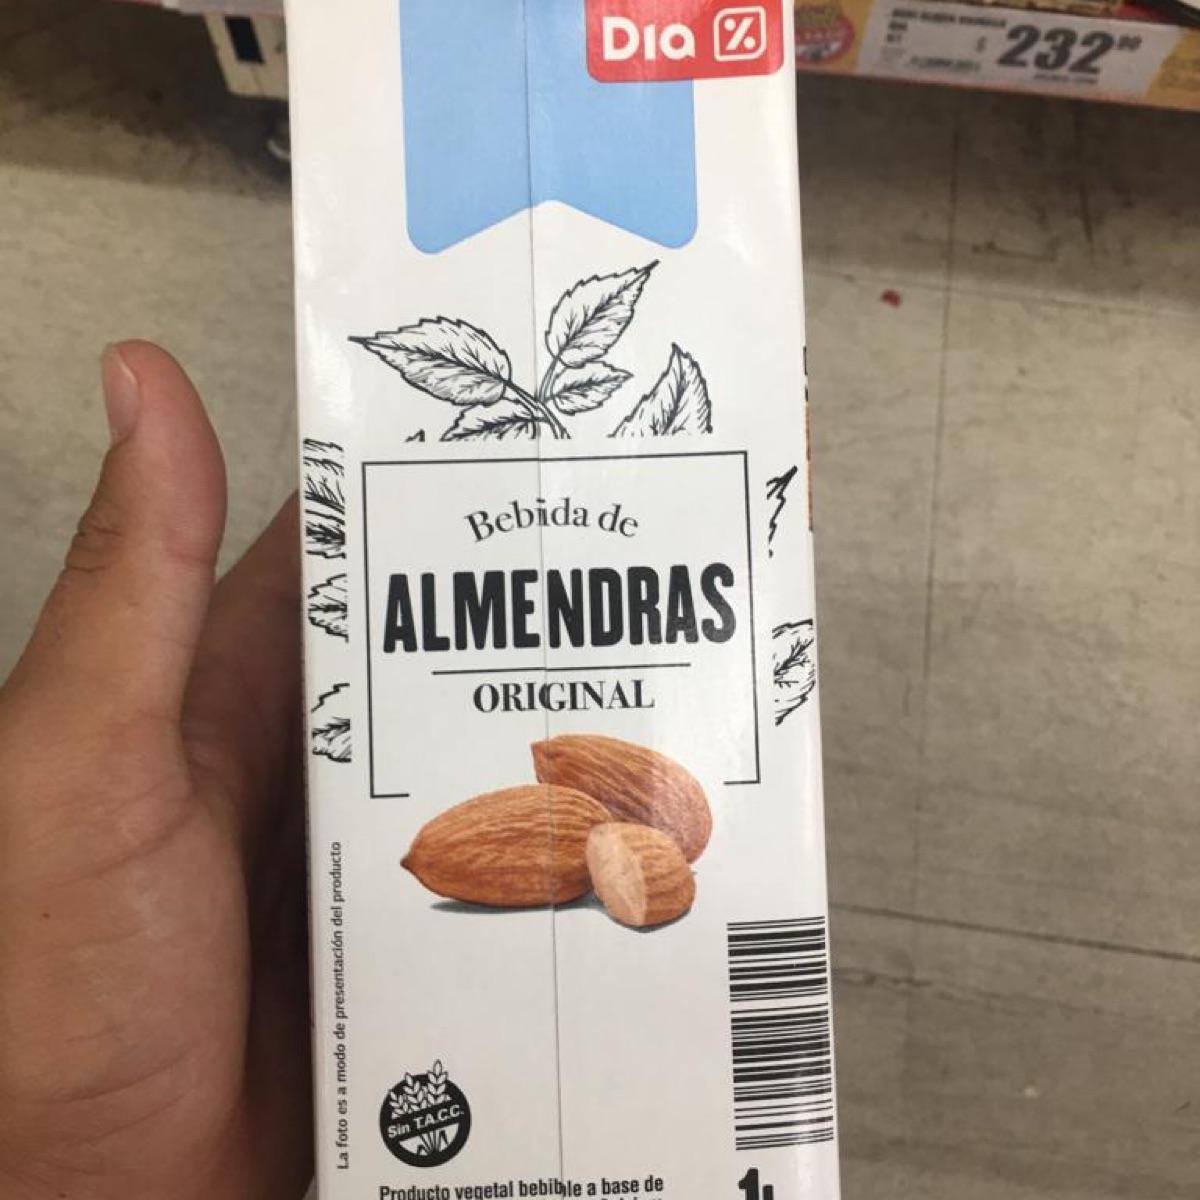 Dia %
$ 232
Bebida de
ALMENDRAS
ORIGINAL
La foto es a modo de presentación del producto
Sin T.A.C.C.
Producto vegetal bebible a base de
1L